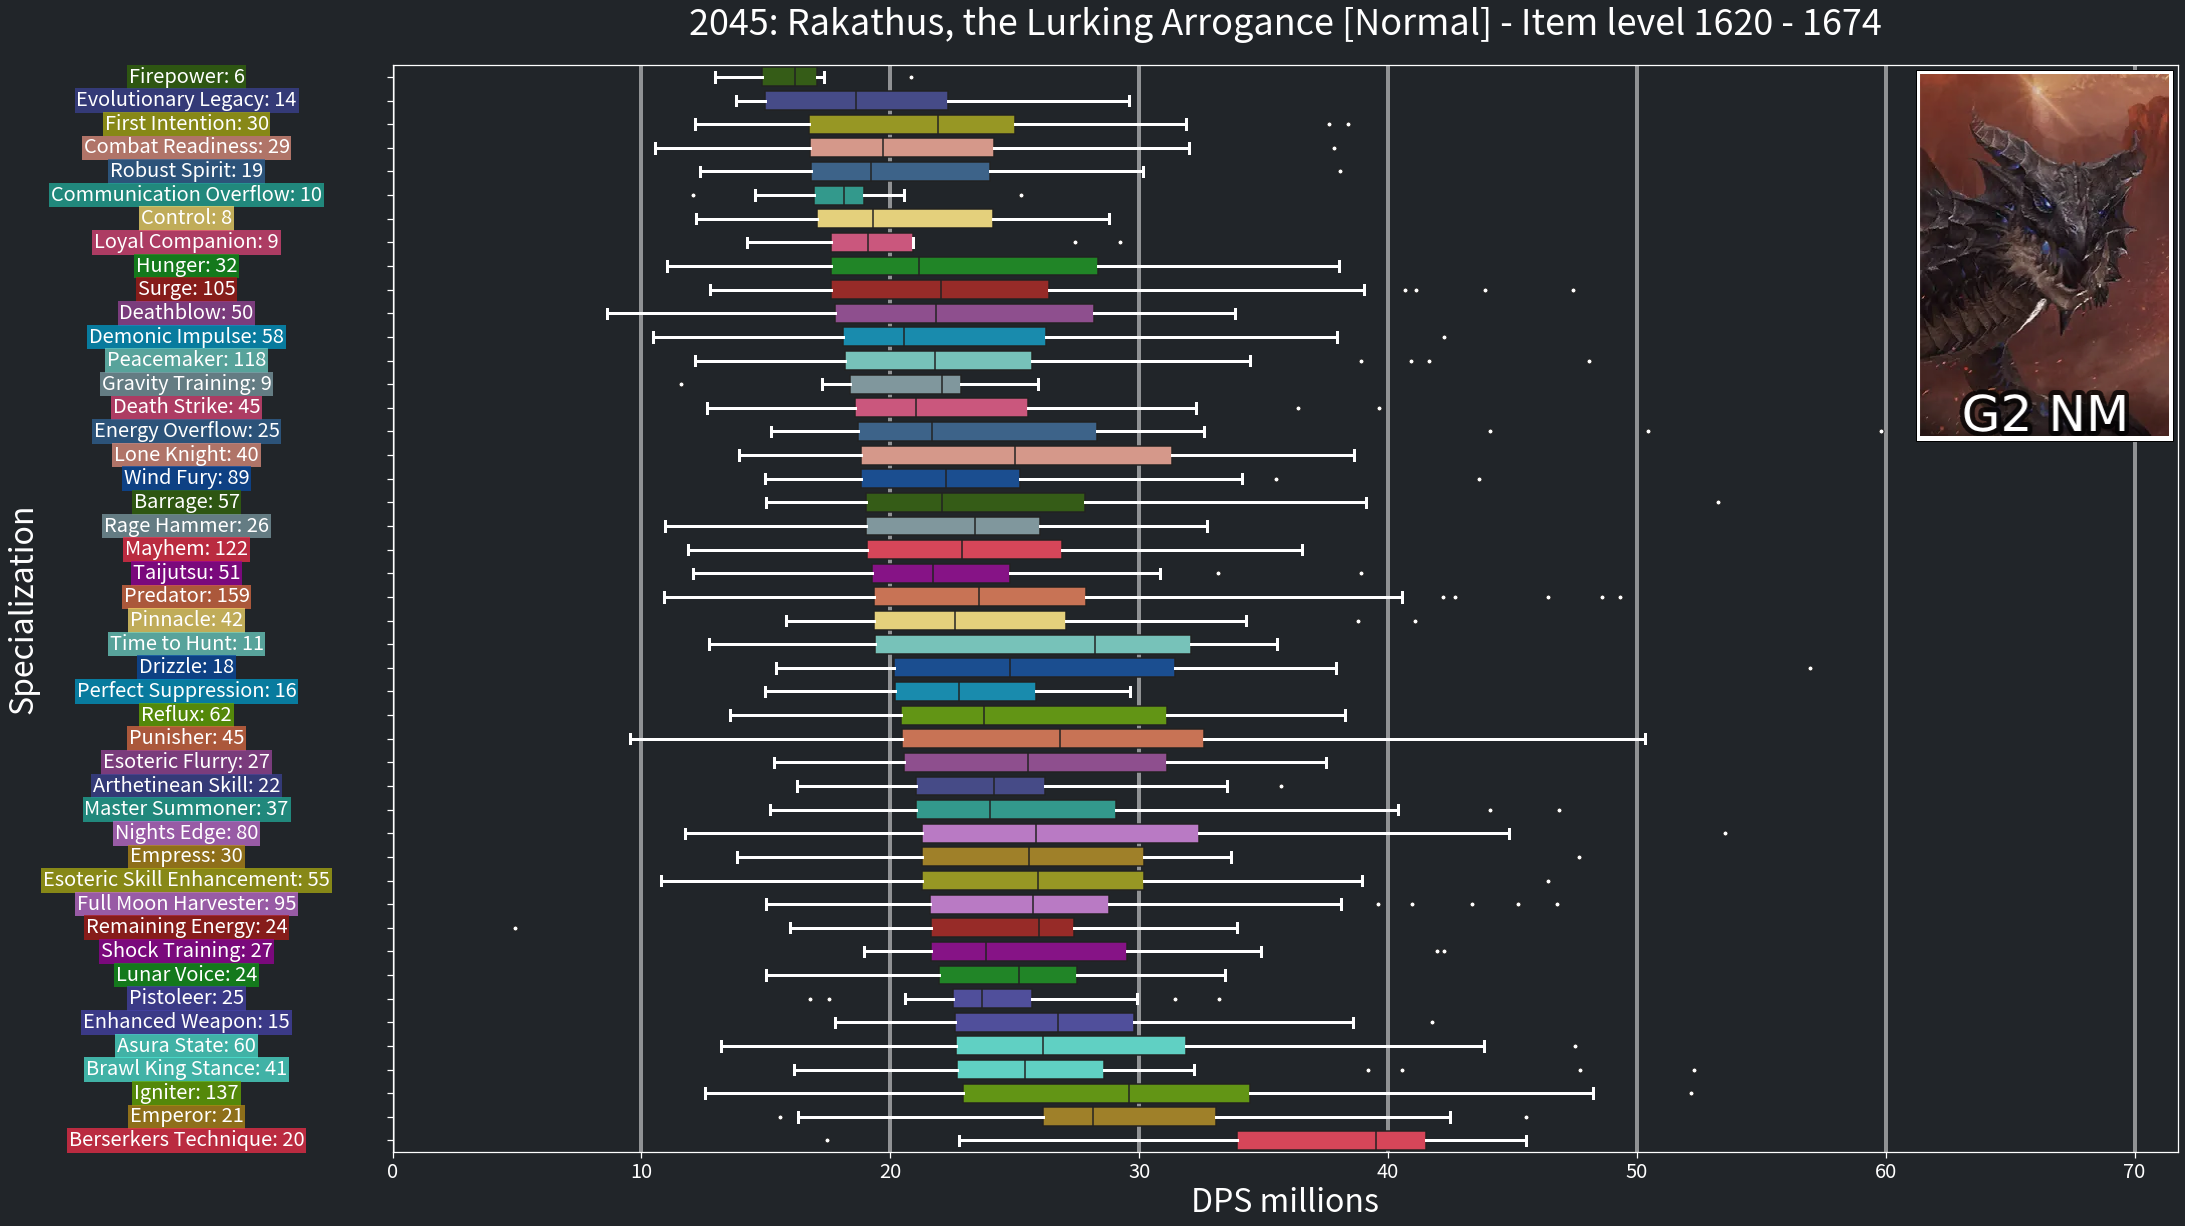 2045: Rakathus, the Lurking Arrogance [Normal] - Item level 1620 - 1674
Firepower: 6
Evolutionary Legacy: 14
First Intention: 30
Combat Readiness: 29
Robust Spirit: 19
Communication Overflow: 10
Control: 8
Loyal Companion: 9
Hunger: 32
Surge: 105
Deathblow: 50
Demonic Impulse: 58
Peacemaker: 118
Gravity Training: 9
Death Strike: 45
Energy Overflow: 25
Lone Knight: 40
Wind Fury: 89
Barrage: 57
Rage Hammer: 26
Mayhem: 122
Taijutsu: 51
Predator: 159
Pinnacle: 42
Time to Hunt: 11
Drizzle: 18
Perfect Suppression: 16
Reflux: 62
Punisher: 45
Esoteric Flurry: 27
Arthetinean Skill: 22
Master Summoner: 37
Nights Edge: 80
Empress: 30
Esoteric Skill Enhancement: 55
Full Moon Harvester: 95
Remaining Energy: 24
Shock Training: 27
Lunar Voice: 24
Pistoleer: 25
Enhanced Weapon: 15
Asura State: 60
Brawl King Stance: 41
Igniter: 137
Emperor: 21
Berserkers Technique: 20
Specialization
G2 NM
0 10 20 30 40 50 60 70
DPS millions